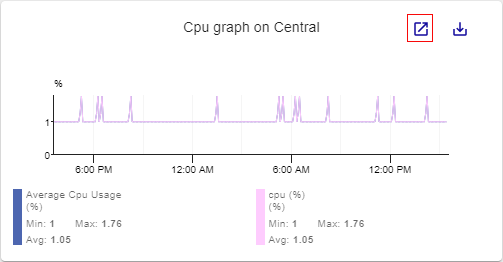 Cpu graph on Central
%
1
0
6:00 PM
12:00 AM
6:00 AM
12:00 PM
Average Cpu Usage
(%)
Min: 1 Max: 1.76
Avg: 1.05
cpu (%)
(%)
Min: 1 Max: 1.76
Avg: 1.05